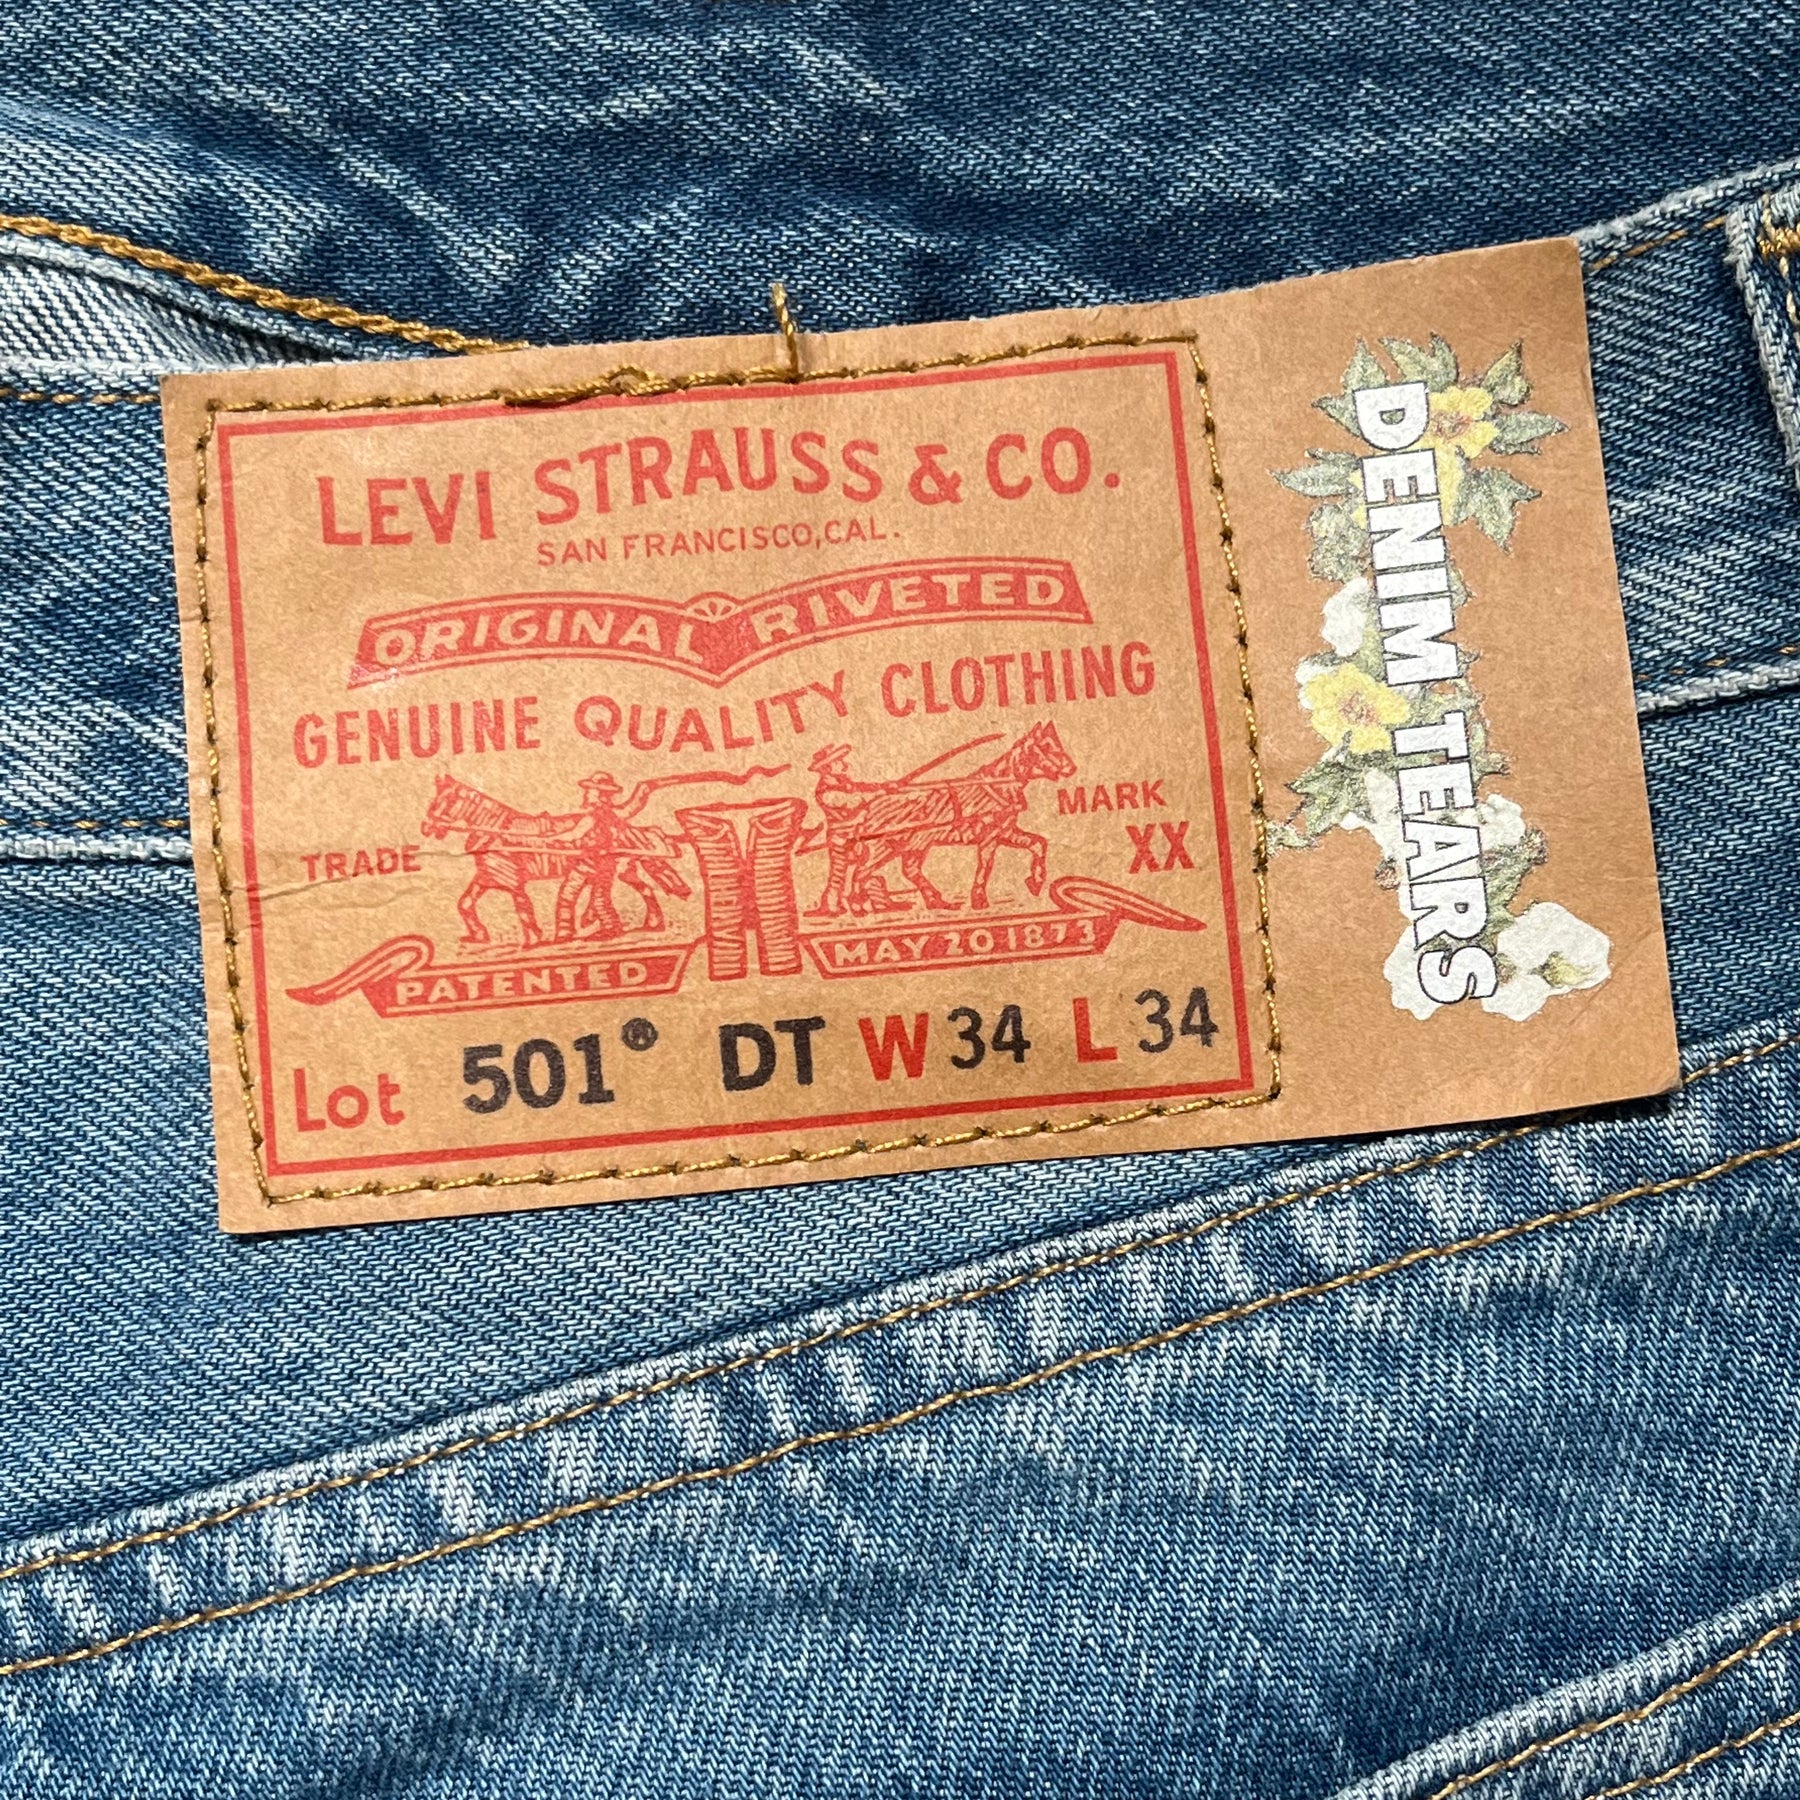 LEVI STRAUSS & CO.
SAN FRANCISCO, CAL.
ORIGINAL RIVETED
GENUINE QUALITY CLOTHING
TRADE MARK
XX
PATENTED MAY 20 1873
Lot 501® DT W 34 L 34
DENIM TEARS